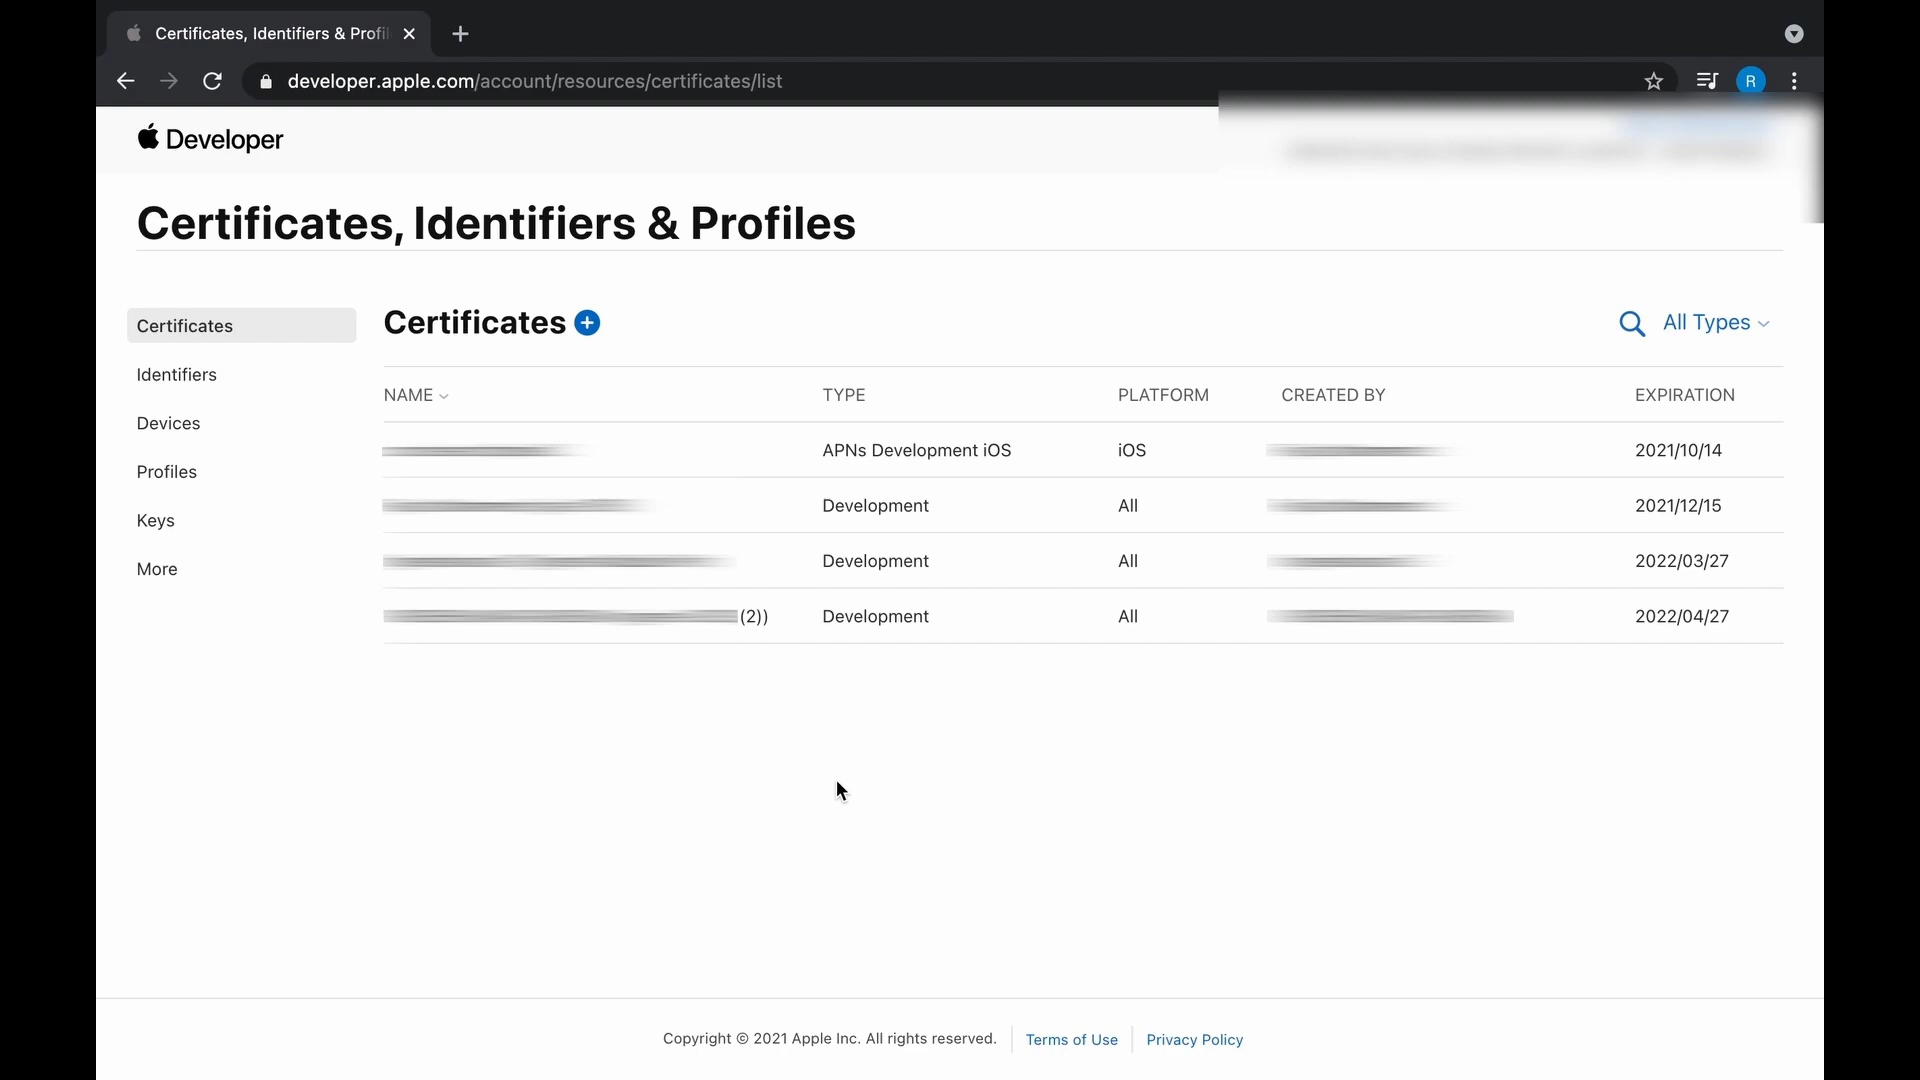 Certificates, Identifiers & Profil
developer.apple.com/account/resources/certificates/list
R
Developer
Certificates, Identifiers & Profiles
Certificates
Identifiers
Devices
Profiles
Keys
More
Certificates
All Types
NAME TYPE PLATFORM CREATED BY EXPIRATION
APNs Development iOS iOS 2021/10/14
Development All 2021/12/15
Development All 2022/03/27
(2)) Development All 2022/04/27
Copyright © 2021 Apple Inc. All rights reserved. Terms of Use Privacy Policy